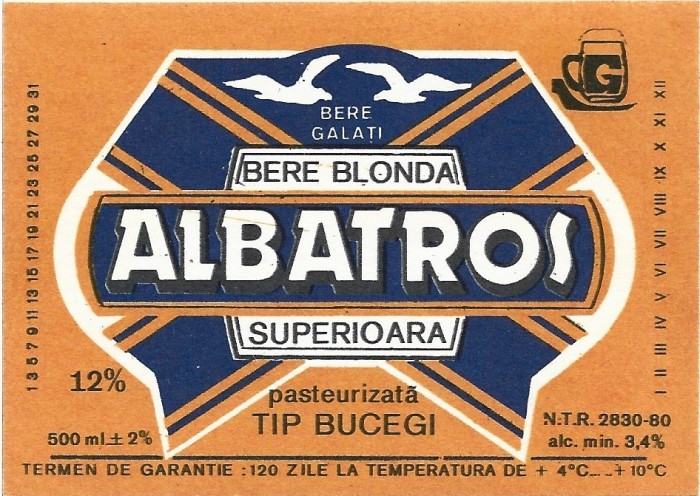 BERE
GALAȚI
G
BERE BLONDA
ALBATROS
SUPERIOARA
1 3 5 7 9 11 13 15 17 19 21 23 25 27 29 31
I II III IV V VI VII VIII IX X XI XII
12%
pasteurizată
TIP BUCEGI
500 ml ± 2%
N.T.R. 2830-80
alc. min. 3,4%
TERMEN DE GARANTIE :120 ZILE LA TEMPERATURA DE + 4°C...+10°C